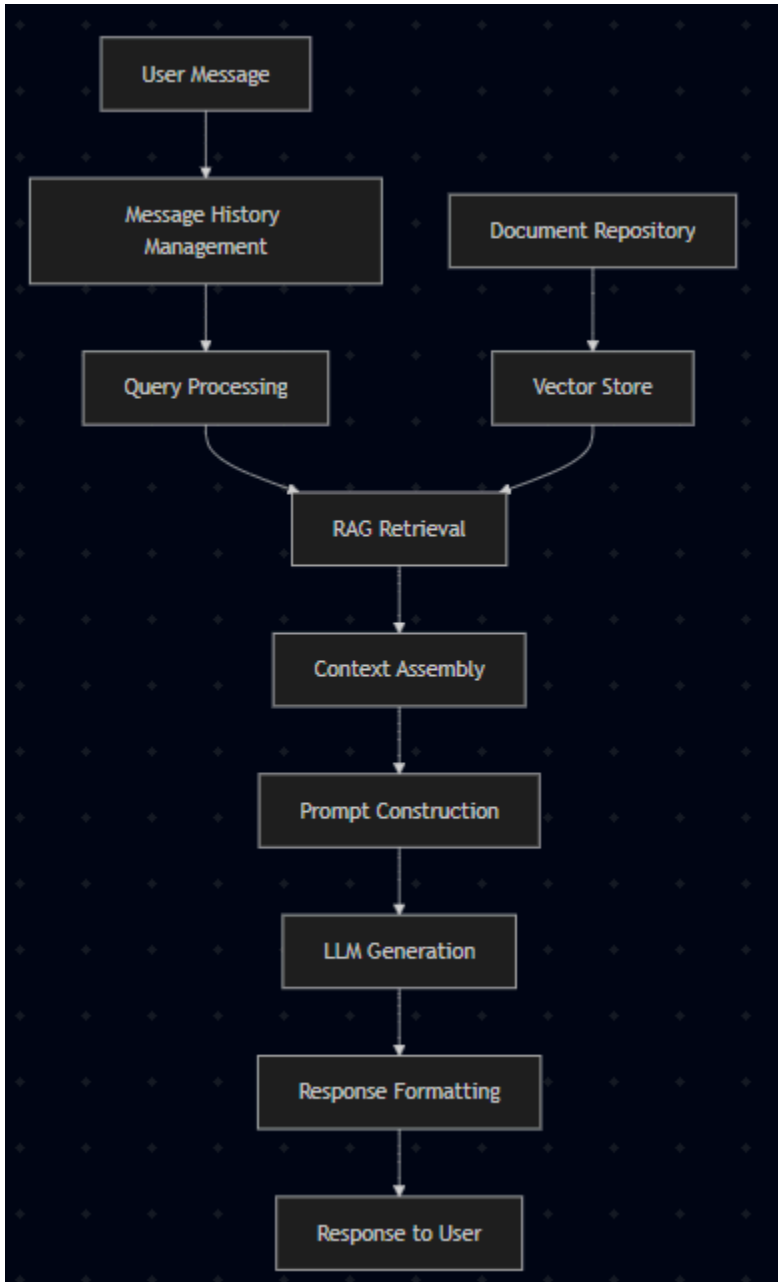 User Message
Message History
Management
Document Repository
Query Processing
Vector Store
RAG Retrieval
Context Assembly
Prompt Construction
LLM Generation
Response Formatting
Response to User